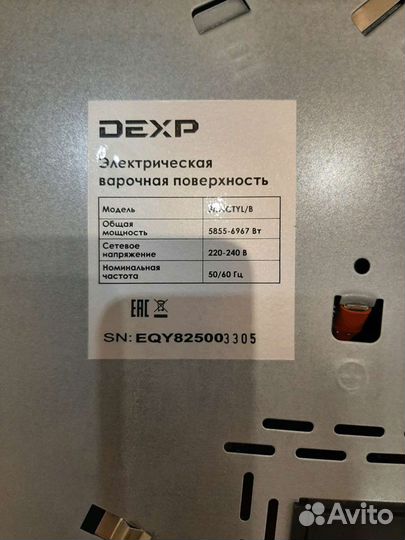 DEXP
Электрическая
варочная поверхность
Модель
Общая
мощность 5855-6967 Вт
Сетевое
напряжение 220-240 В
Номинальная
частота 50/60 Гц
EAC
SN: EQY825003305
Avito